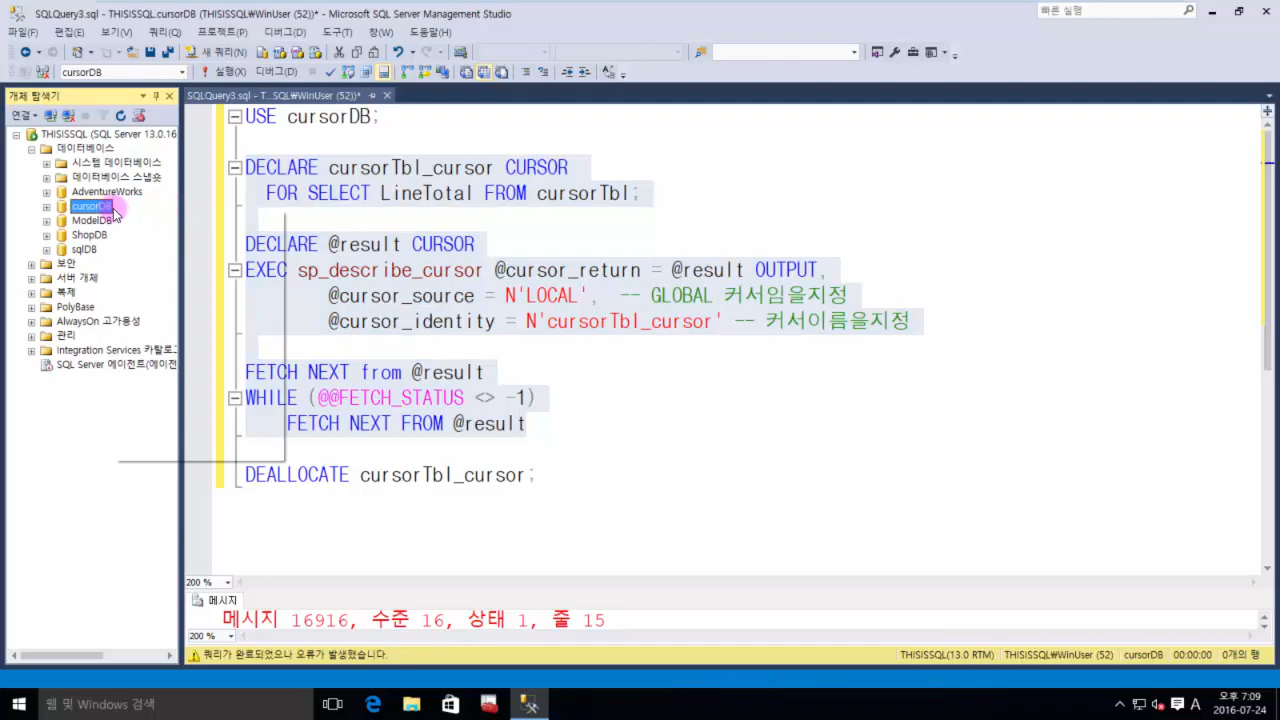 SQLQuery3.sql - THISISSQL.cursorDB (THISISSQL₩WinUser (52))* - Microsoft SQL Server Management Studio
빠른 실행
파일(F) 편집(E) 보기(V) 쿼리(Q) 프로젝트(P) 디버그(D) 도구(T) 창(W) 도움말(H)
새 쿼리(N)
cursorDB
실행(X) 디버그(D)
개체 탐색기
SQLQuery3.sql - T...SQL₩WinUser (52))*
연결
THISISSQL (SQL Server 13.0.16
데이터베이스
시스템 데이터베이스
데이터베이스 스냅숏
AdventureWorks
cursorDB
ModelDB
ShopDB
sqlDB
보안
서버 개체
복제
PolyBase
AlwaysOn 고가용성
관리
Integration Services 카탈로그
SQL Server 에이전트(에이전
USE cursorDB;
DECLARE cursorTbl_cursor CURSOR
FOR SELECT LineTotal FROM cursorTbl;
DECLARE @result CURSOR
EXEC sp_describe_cursor @cursor_return = @result OUTPUT,
@cursor_source = N'LOCAL', -- GLOBAL 커서임을지정
@cursor_identity = N'cursorTbl_cursor' -- 커서이름을지정
FETCH NEXT from @result
WHILE (@@FETCH_STATUS <> -1)
FETCH NEXT FROM @result
DEALLOCATE cursorTbl_cursor;
200 %
메시지
메시지 16916, 수준 16, 상태 1, 줄 15
200 %
쿼리가 완료되었으나 오류가 발생했습니다.
THISISSQL(13.0 RTM) THISISSQL₩WinUser (52) cursorDB 00:00:00 0개의 행
웹 및 Windows 검색
A
오후 7:09
2016-07-24